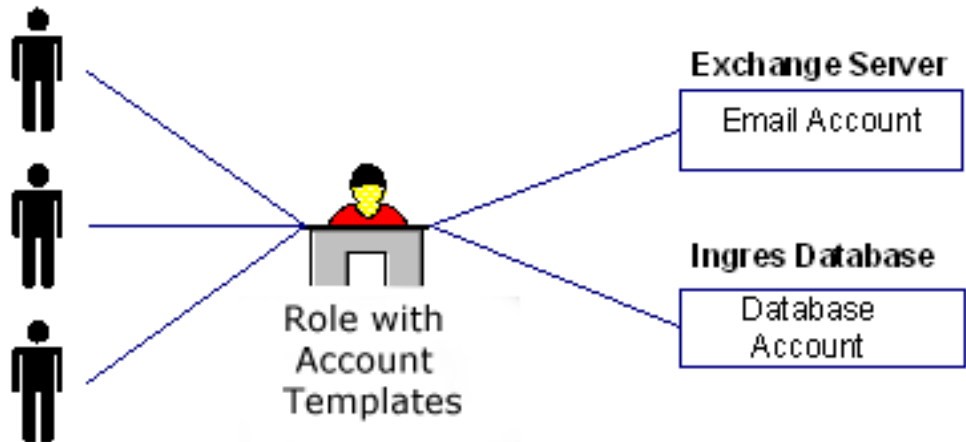 Exchange Server
Email Account
Ingres Database
Database
Account
Role with
Account
Templates